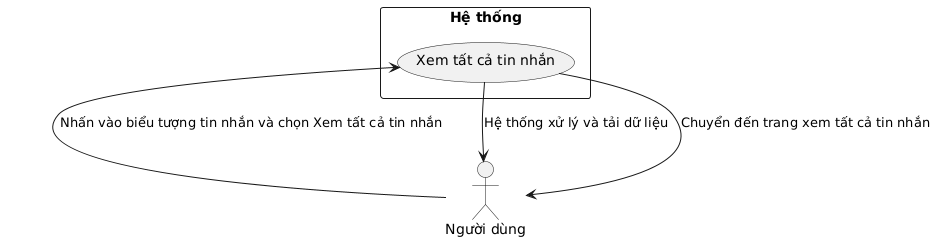 Hệ thống
Xem tất cả tin nhắn
Nhấn vào biểu tượng tin nhắn và chọn Xem tất cả tin nhắn
Hệ thống xử lý và tải dữ liệu
Chuyển đến trang xem tất cả tin nhắn
Người dùng